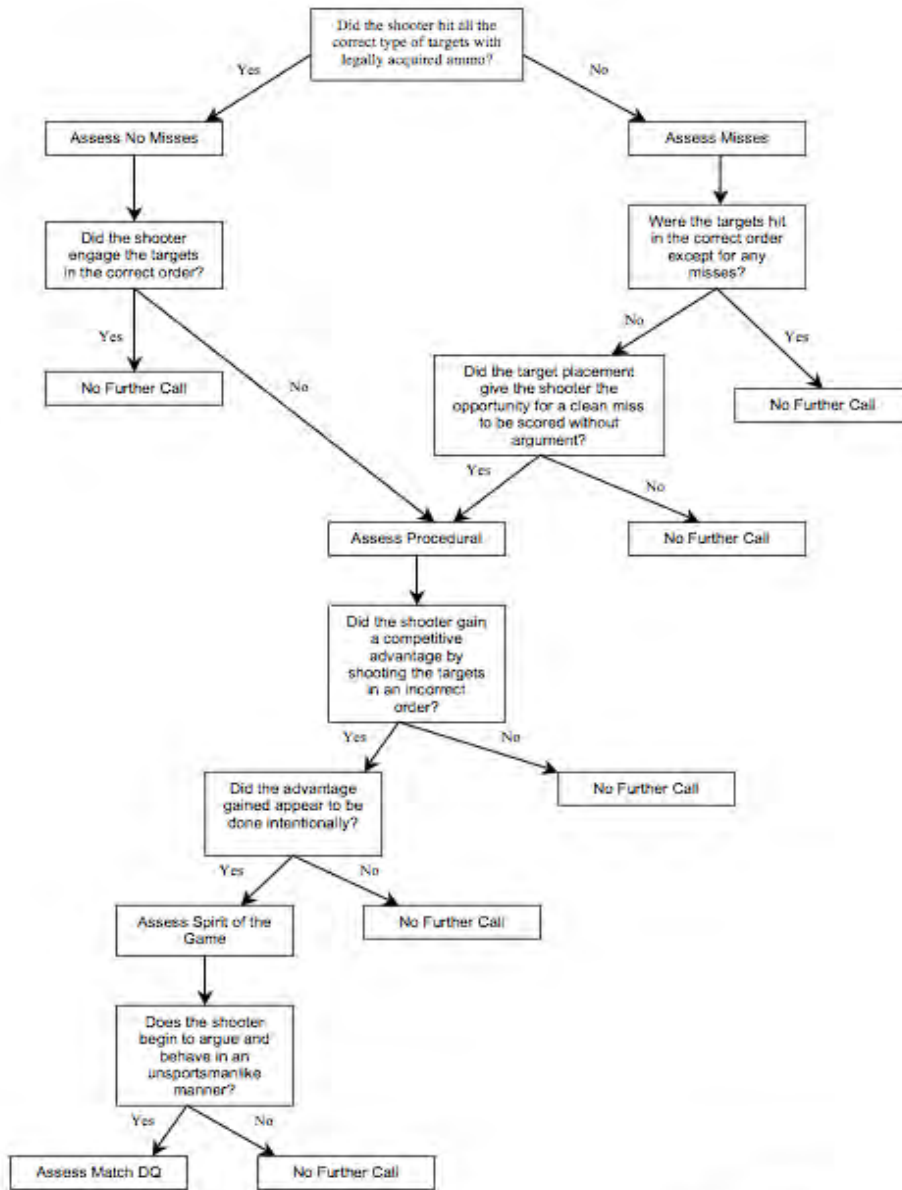 Did the shooter hit all the
correct type of targets with
legally acquired ammo?
Yes
No
Assess No Misses
Assess Misses
Did the shooter
engage the targets
in the correct order?
Were the targets hit
in the correct order
except for any
misses?
Yes
No
No
Yes
No Further Call
Did the target placement
give the shooter the
opportunity for a clean miss
to be scored without
argument?
No Further Call
Yes
No
Assess Procedural
No Further Call
Did the shooter gain
a competitive
advantage by
shooting the targets
in an incorrect
order?
Yes
No
Did the advantage
gained appear to be
done intentionally?
No Further Call
Yes
No
Assess Spirit of the
Game
No Further Call
Does the shooter
begin to argue and
behave in an
unsportsmanlike
manner?
Yes
No
Assess Match DQ
No Further Call